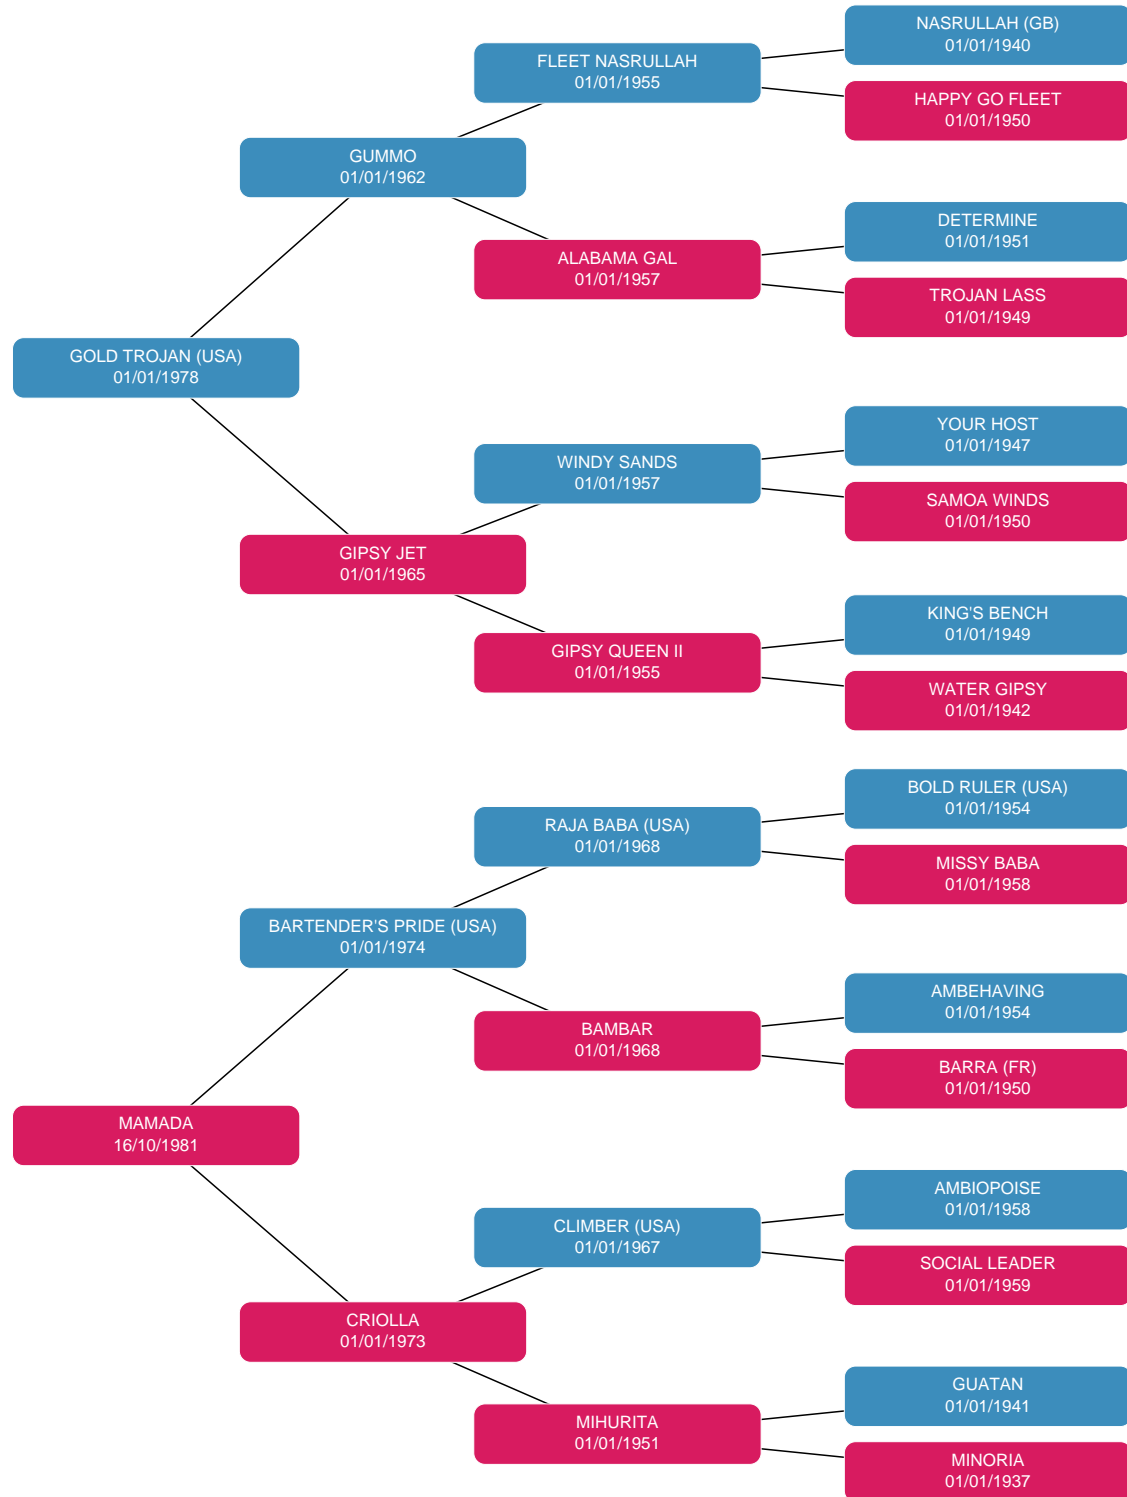 NASRULLAH (GB)
01/01/1940
FLEET NASRULLAH
01/01/1955
HAPPY GO FLEET
01/01/1950
GUMMO
01/01/1962
DETERMINE
01/01/1951
ALABAMA GAL
01/01/1957
TROJAN LASS
01/01/1949
GOLD TROJAN (USA)
01/01/1978
YOUR HOST
01/01/1947
WINDY SANDS
01/01/1957
SAMOA WINDS
01/01/1950
GIPSY JET
01/01/1965
KING'S BENCH
01/01/1949
GIPSY QUEEN II
01/01/1955
WATER GIPSY
01/01/1942
BOLD RULER (USA)
01/01/1954
RAJA BABA (USA)
01/01/1968
MISSY BABA
01/01/1958
BARTENDER'S PRIDE (USA)
01/01/1974
AMBEHAVING
01/01/1954
BAMBAR
01/01/1968
BARRA (FR)
01/01/1950
MAMADA
16/10/1981
AMBIOPOISE
01/01/1958
CLIMBER (USA)
01/01/1967
SOCIAL LEADER
01/01/1959
CRIOLLA
01/01/1973
GUATAN
01/01/1941
MIHURITA
01/01/1951
MINORIA
01/01/1937